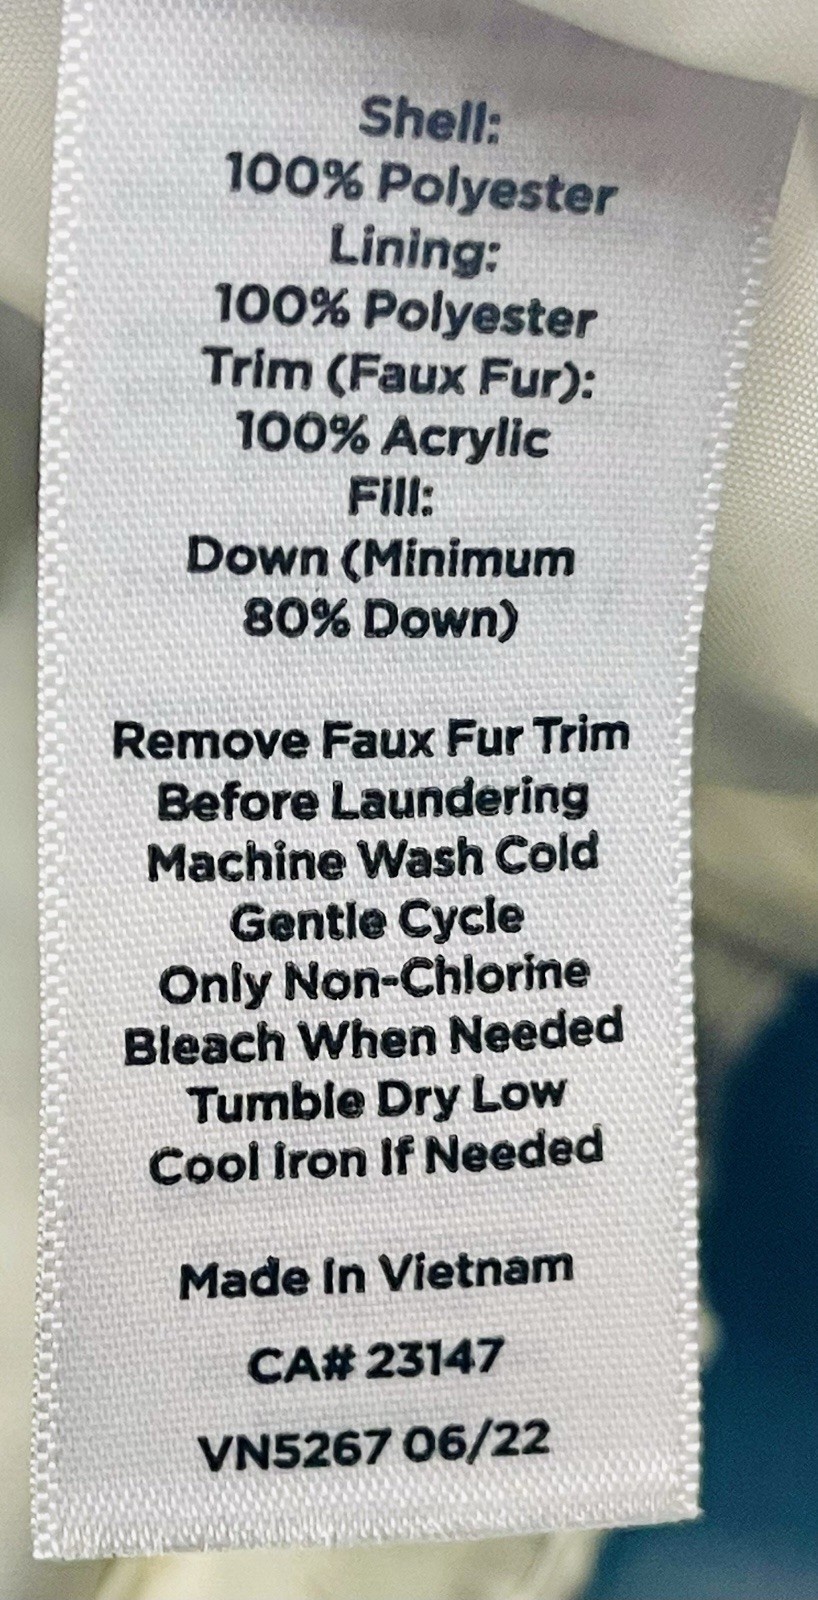 Shell:
100% Polyester
Lining:
100% Polyester
Trim (Faux Fur):
100% Acrylic
Fill:
Down (Minimum
80% Down)
Remove Faux Fur Trim
Before Laundering
Machine Wash Cold
Gentle Cycle
Only Non-Chlorine
Bleach When Needed
Tumble Dry Low
Cool Iron If Needed
Made In Vietnam
CA# 23147
VN5267 06/22